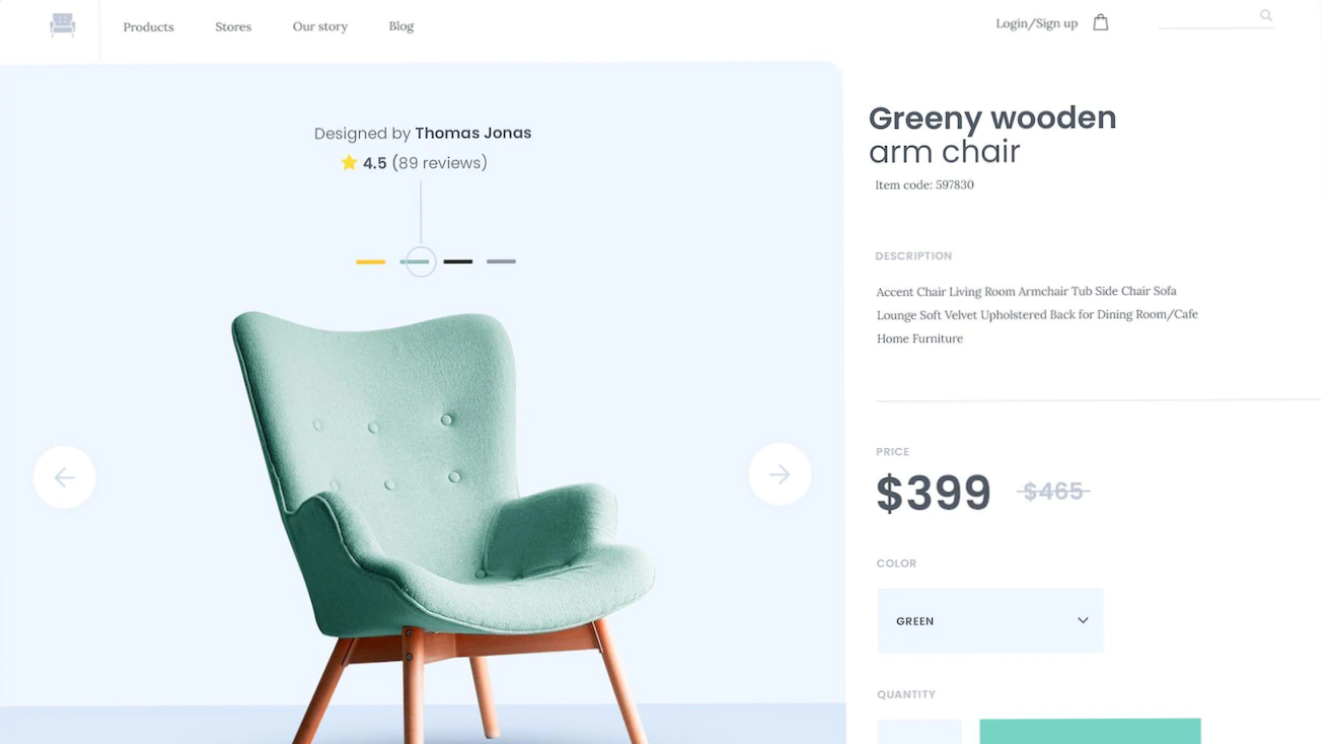 Products
Stores
Our story
Blog
Login/Sign up
Designed by Thomas Jonas
4.5 (89 reviews)
Greeny wooden
arm chair
Item code: 597830
DESCRIPTION
Accent Chair Living Room Armchair Tub Side Chair Sofa
Lounge Soft Velvet Upholstered Back for Dining Room/Cafe
Home Furniture
PRICE
$399 $465
COLOR
GREEN
QUANTITY